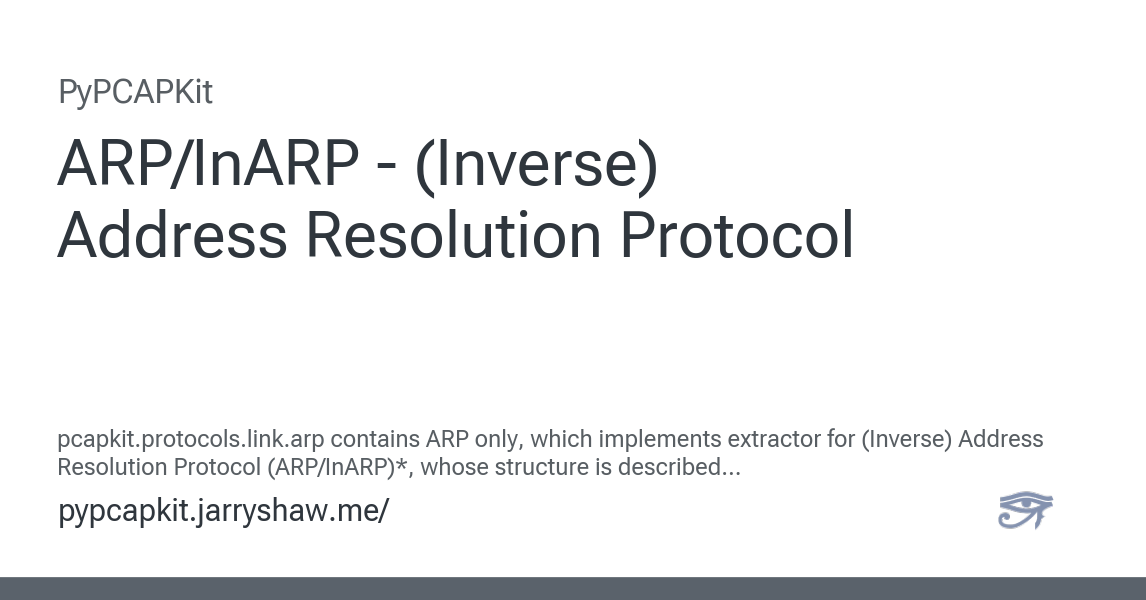 PyPCAPKit
ARP/InARP - (Inverse)
Address Resolution Protocol
pcapkit.protocols.link.arp contains ARP only, which implements extractor for (Inverse) Address
Resolution Protocol (ARP/InARP)*, whose structure is described...
pypcapkit.jarryshaw.me/